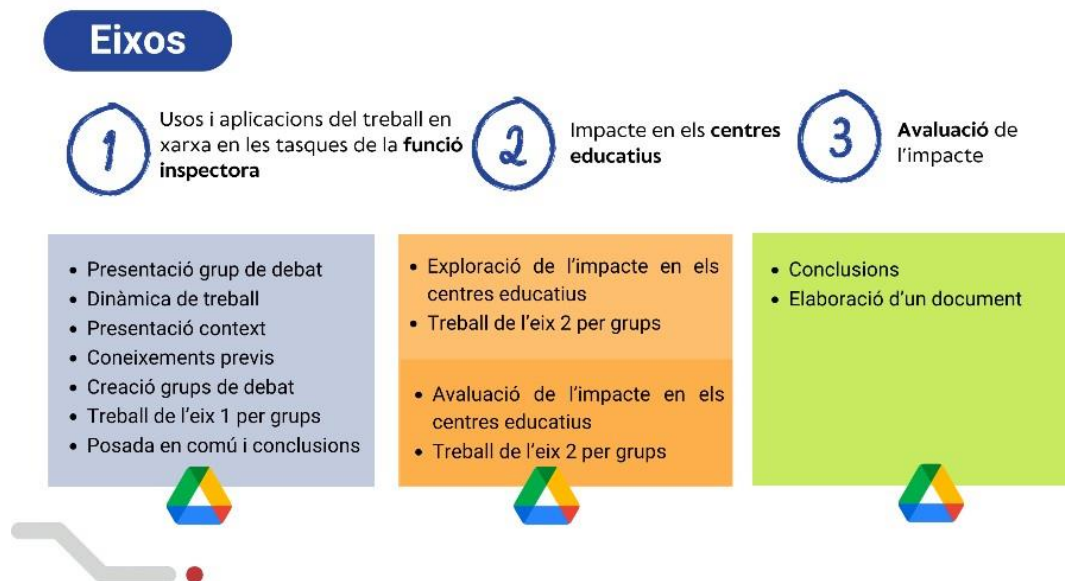 Eixos
1
Usos i aplicacions del treball en
xarxa en les tasques de la funció
inspectora
2
Impacte en els centres
educatius
3
Avaluació de
l'impacte
• Presentació grup de debat
• Dinàmica de treball
• Presentació context
• Coneixements previs
• Creació grups de debat
• Treball de l'eix 1 per grups
• Posada en comú i conclusions
• Exploració de l'impacte en els
centres educatius
• Treball de l'eix 2 per grups
• Avaluació de l'impacte en els
centres educatius
• Treball de l'eix 2 per grups
• Conclusions
• Elaboració d'un document